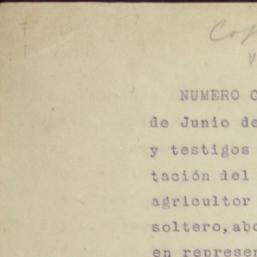 Cop
NUMERO C
de Junio de
y testigos
tación del
agricultor
soltero,abo
en represen